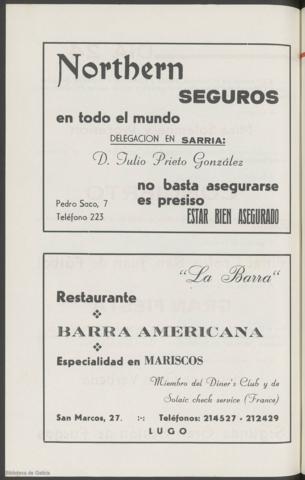 Northern
SEGUROS
en todo el mundo
DELEGACION EN SARRIA:
D. Julio Prieto González
no basta asegurarse
es presiso
Pedro Saco, 7
Teléfono 223
ESTAR BIEN ASEGURADO
"La Barra"
Restaurante
BARRA AMERICANA
Especialidad en MARISCOS
Miembro del Diner's Club y de
Solaic check service (France)
San Marcos, 27. :-: Teléfonos: 214527 - 212429
LUGO
Biblioteca de Galicia